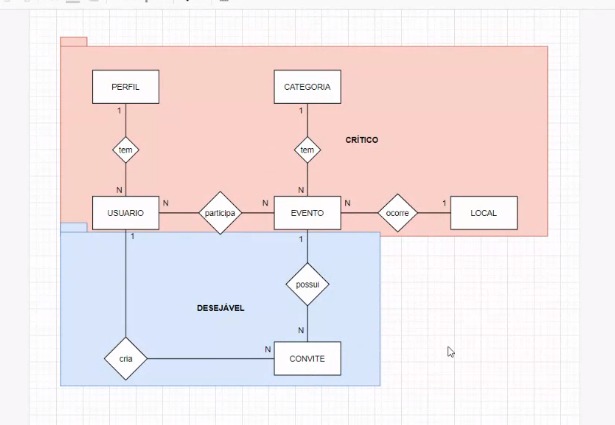 PERFIL
CATEGORIA
1
1
tem
tem
CRÍTICO
N
N
USUARIO
N
participa
N
EVENTO
N
ocorre
1
LOCAL
1
1
possui
DESEJÁVEL
N
cria
N
CONVITE